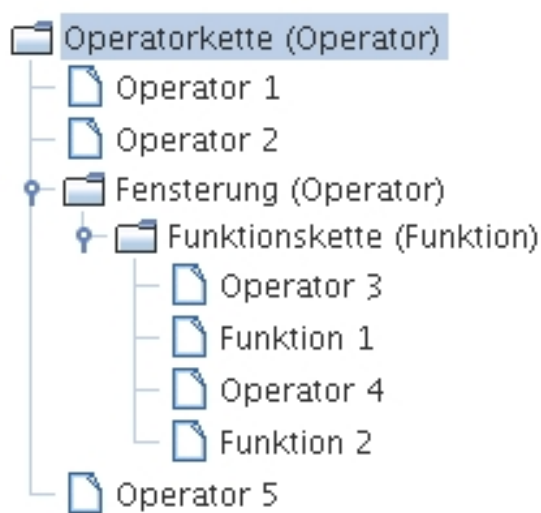 Operatorkette (Operator)
Operator 1
Operator 2
Fensterung (Operator)
Funktionskette (Funktion)
Operator 3
Funktion 1
Operator 4
Funktion 2
Operator 5